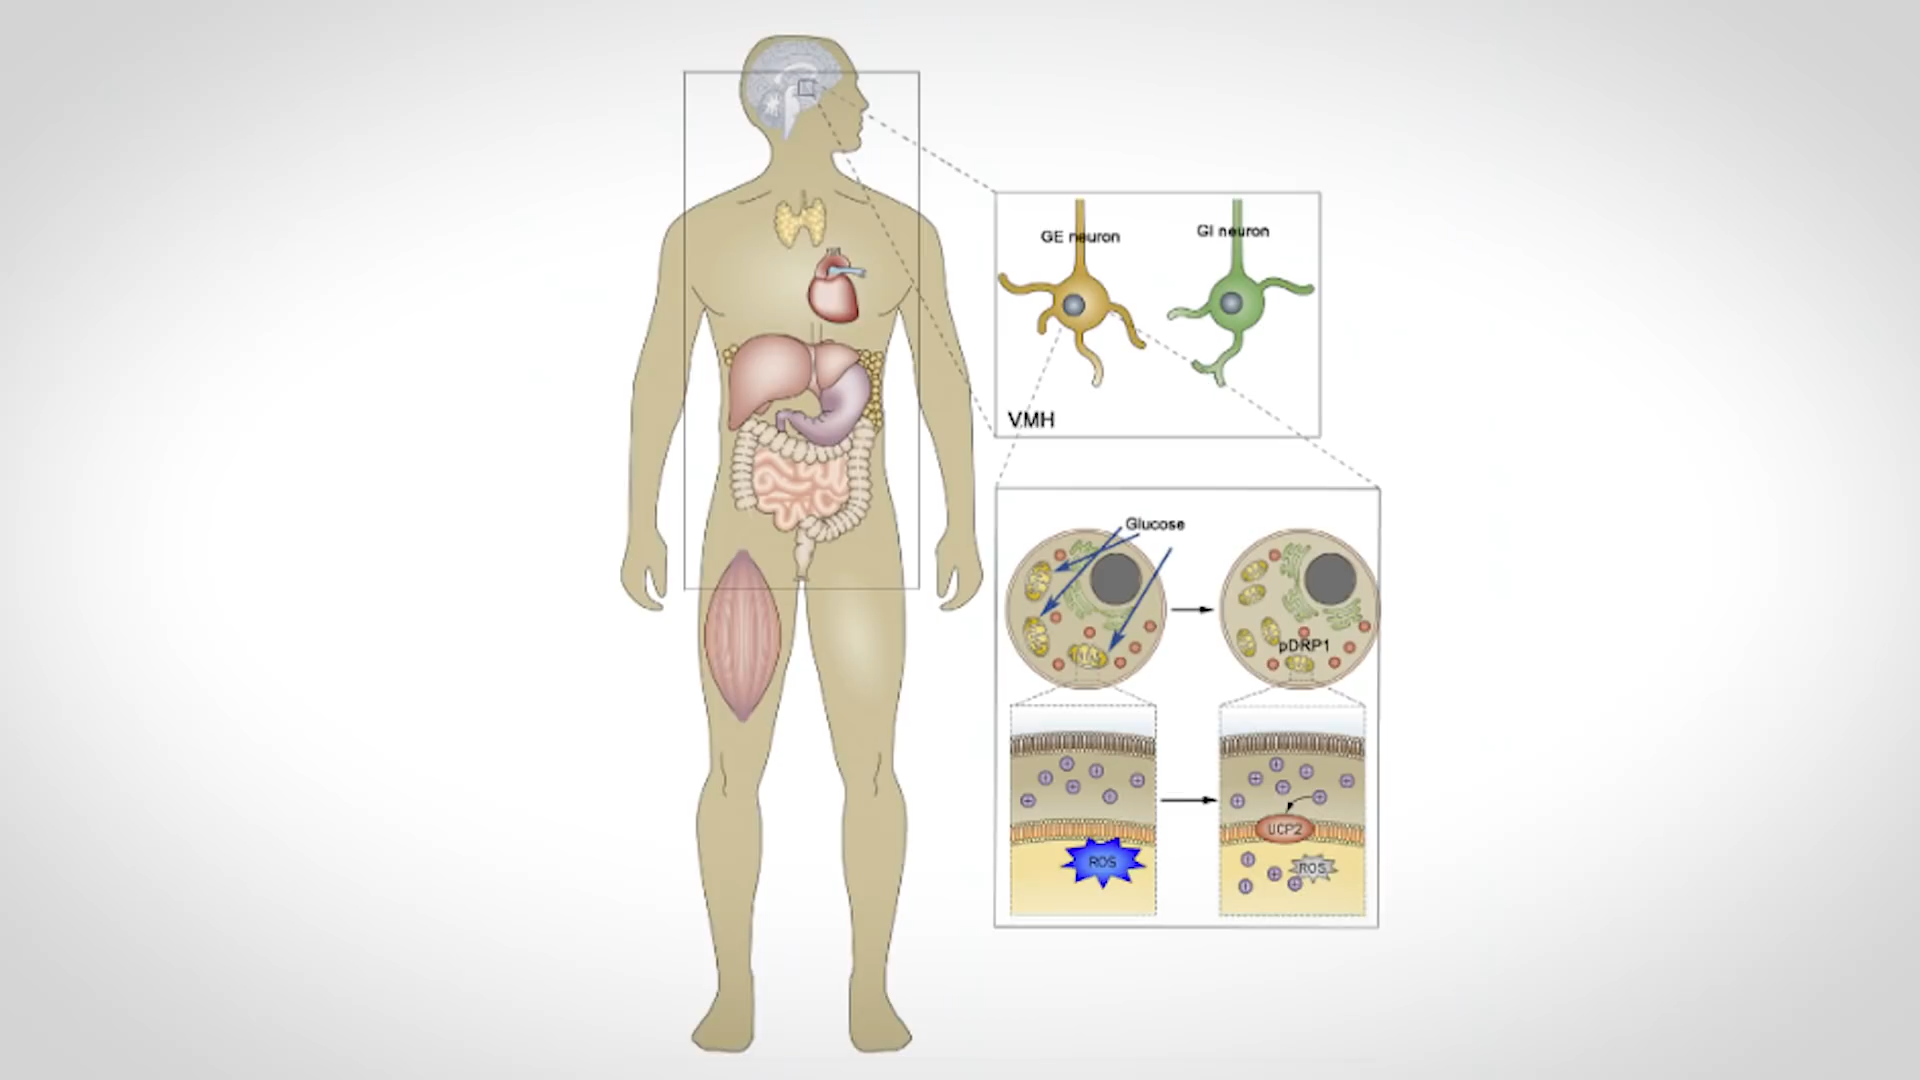 GE neuron
GI neuron
VMH
Glucose
pDRP1
UCP2
ROS
ROS